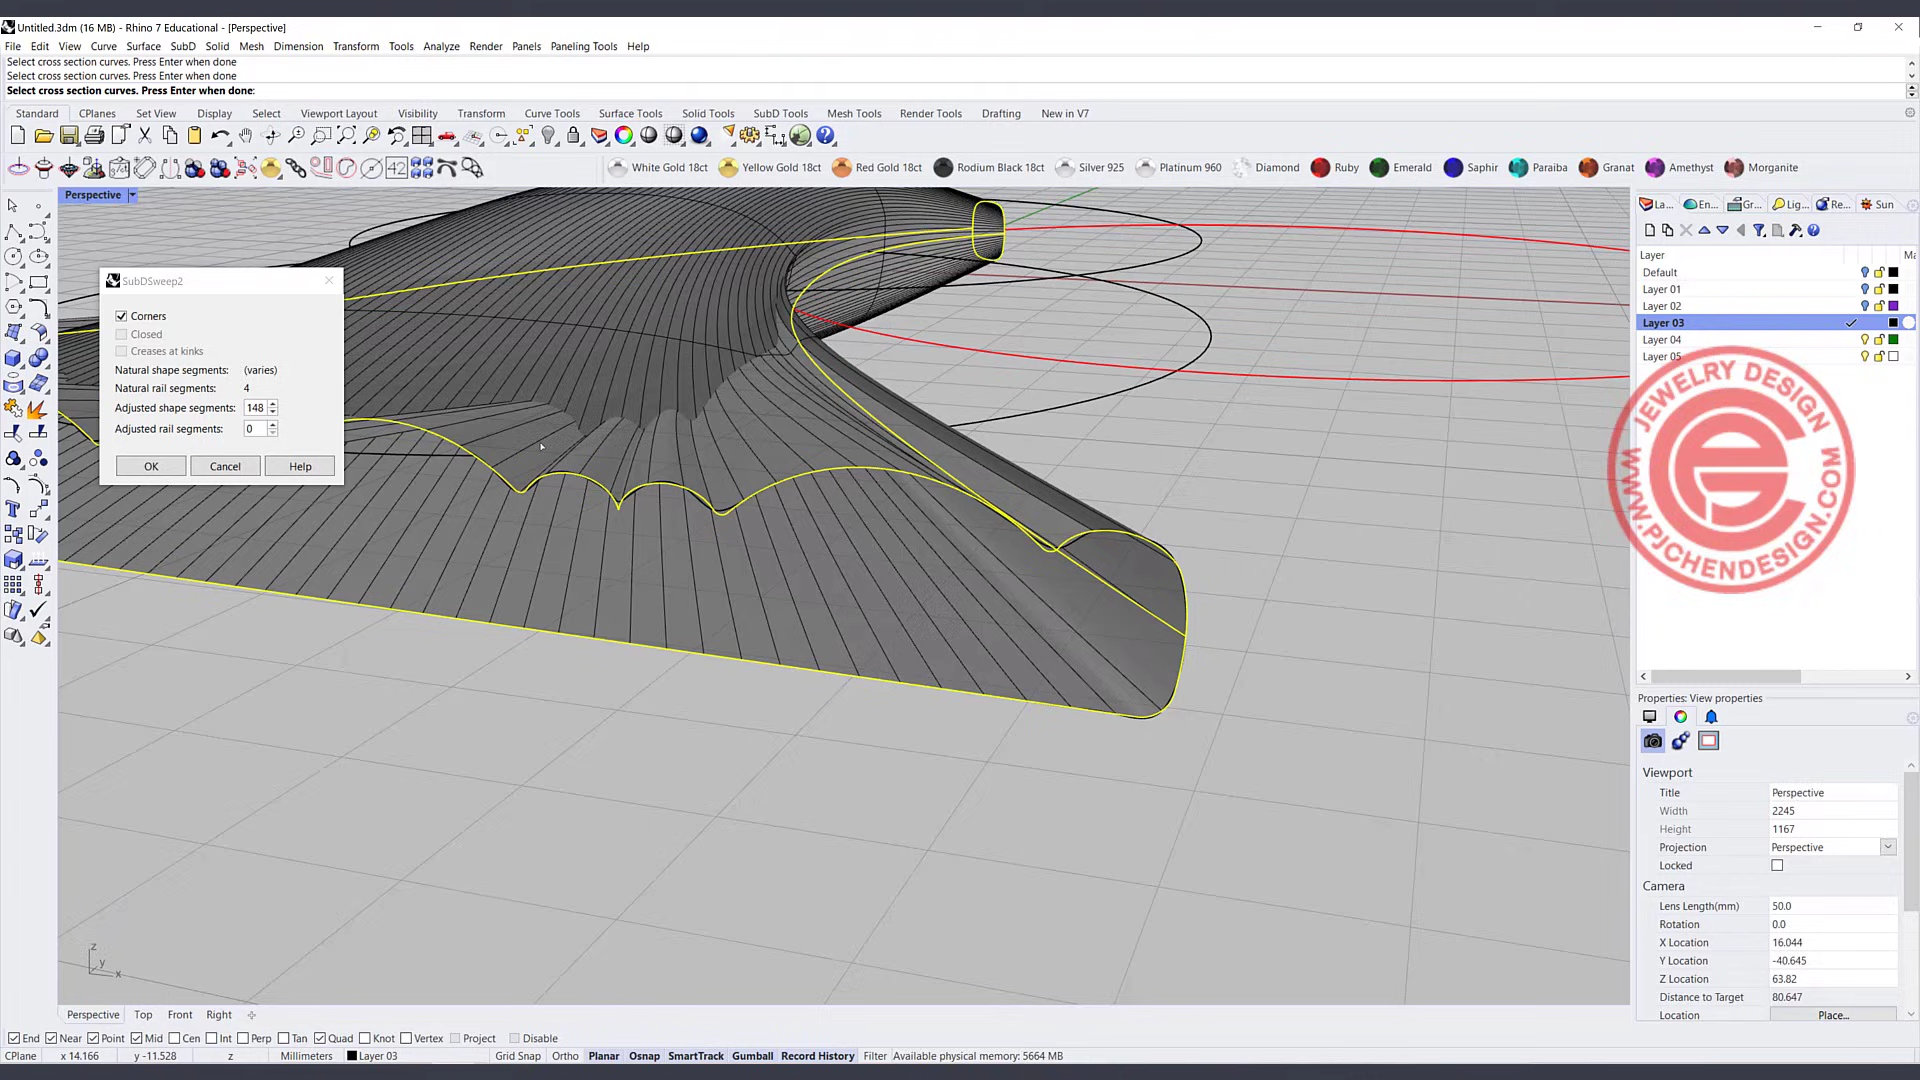 Untitled.3dm (16 MB) - Rhino 7 Educational - [Perspective]
File Edit View Curve Surface SubD Solid Mesh Dimension Transform Tools Analyze Render Panels Paneling Tools Help
Select cross section curves. Press Enter when done
Select cross section curves. Press Enter when done
Select cross section curves. Press Enter when done:
Standard CPlanes Set View Display Select Viewport Layout Visibility Transform Curve Tools Surface Tools Solid Tools SubD Tools Mesh Tools Render Tools Drafting New in V7
White Gold 18ct Yellow Gold 18ct Red Gold 18ct Rodium Black 18ct Silver 925 Platinum 960 Diamond Ruby Emerald Saphir Paraiba Granat Amethyst Morganite
Perspective
La... En... Gr... Lig... Re... Sun
Layer Ma
Default
Layer 01
Layer 02
Layer 03
Layer 04
Layer 05
SubDSweep2
Corners
Closed
Creases at kinks
Natural shape segments: (varies)
Natural rail segments: 4
Adjusted shape segments: 148
Adjusted rail segments: 0
OK Cancel Help
JEWELRY DESIGN
WWW.PJCHENDESIGN.COM
Properties: View properties
Viewport
Title Perspective
Width 2245
Height 1167
Projection Perspective
Locked
Camera
Lens Length(mm) 50.0
Rotation 0.0
X Location 16.044
Y Location -40.645
Z Location 63.82
Distance to Target 80.647
Location Place...
z
y
x
Perspective Top Front Right
End Near Point Mid Cen Int Perp Tan Quad Knot Vertex Project Disable
CPlane x 14.166 y -11.528 z Millimeters Layer 03 Grid Snap Ortho Planar Osnap SmartTrack Gumball Record History Filter Available physical memory: 5664 MB